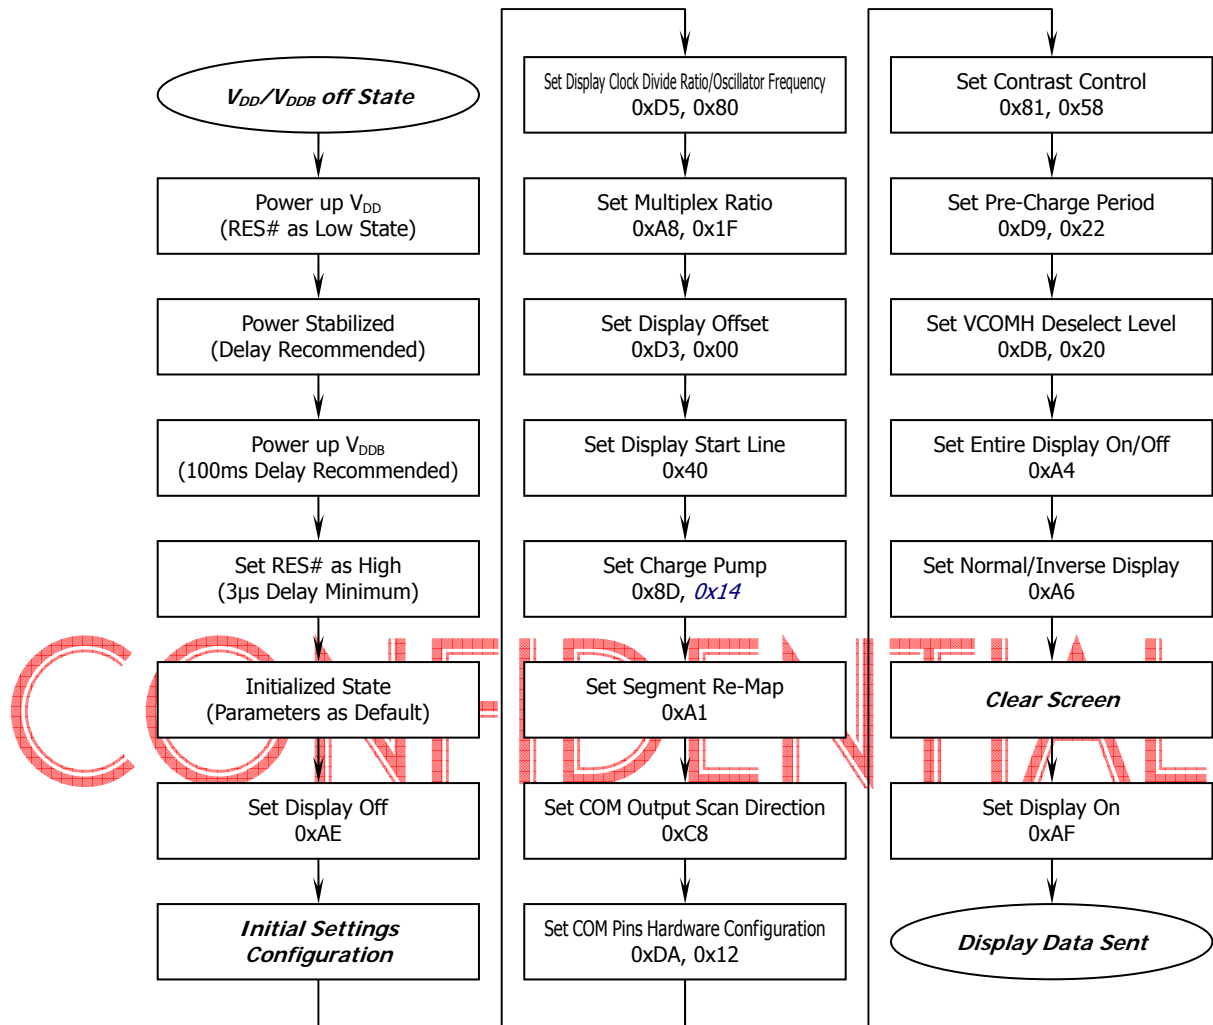 V_DD/V_DDB off State
Power up V_DD
(RES# as Low State)
Power Stabilized
(Delay Recommended)
Power up V_DDB
(100ms Delay Recommended)
Set RES# as High
(3μs Delay Minimum)
Initialized State
(Parameters as Default)
Set Display Off
0xAE
Initial Settings
Configuration
Set Display Clock Divide Ratio/Oscillator Frequency
0xD5, 0x80
Set Multiplex Ratio
0xA8, 0x1F
Set Display Offset
0xD3, 0x00
Set Display Start Line
0x40
Set Charge Pump
0x8D, 0x14
Set Segment Re-Map
0xA1
Set COM Output Scan Direction
0xC8
Set COM Pins Hardware Configuration
0xDA, 0x12
Set Contrast Control
0x81, 0x58
Set Pre-Charge Period
0xD9, 0x22
Set VCOMH Deselect Level
0xDB, 0x20
Set Entire Display On/Off
0xA4
Set Normal/Inverse Display
0xA6
Clear Screen
Set Display On
0xAF
Display Data Sent
CONFIDENTIAL